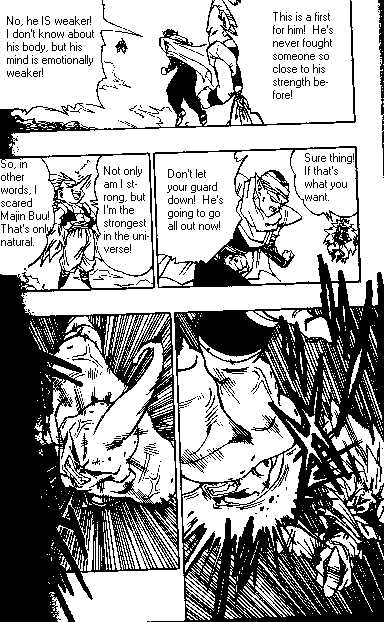 No, he IS weaker!
I don't know about
his body, but his
mind is emotionally
weaker!
This is a first
for him!  He's
never fought
someone so
close to his
strength be-
fore!
So, in
other
words, I
scared
Majin Buu!
That's only
natural.
Not only
am I st-
rong, but
I'm the
strongest
in the uni-
verse!
Don't let
your guard
down!  He's
going to go
all out now!
Sure thing!
If that's
what you
want.